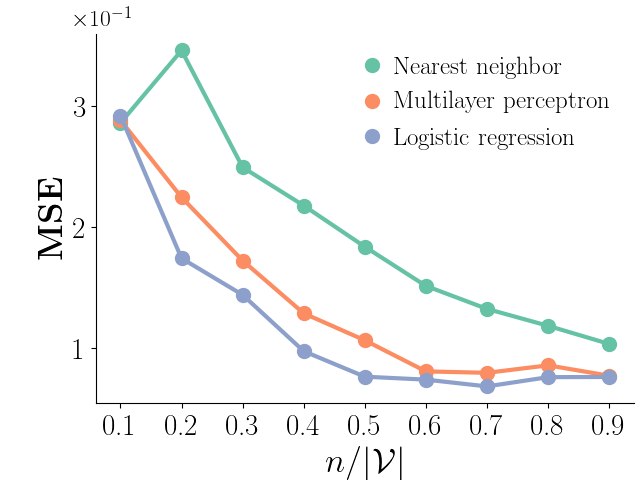 ×10⁻¹
Nearest neighbor
Multilayer perceptron
Logistic regression
3
2
1
MSE
0.1 0.2 0.3 0.4 0.5 0.6 0.7 0.8 0.9
n/|𝒱|